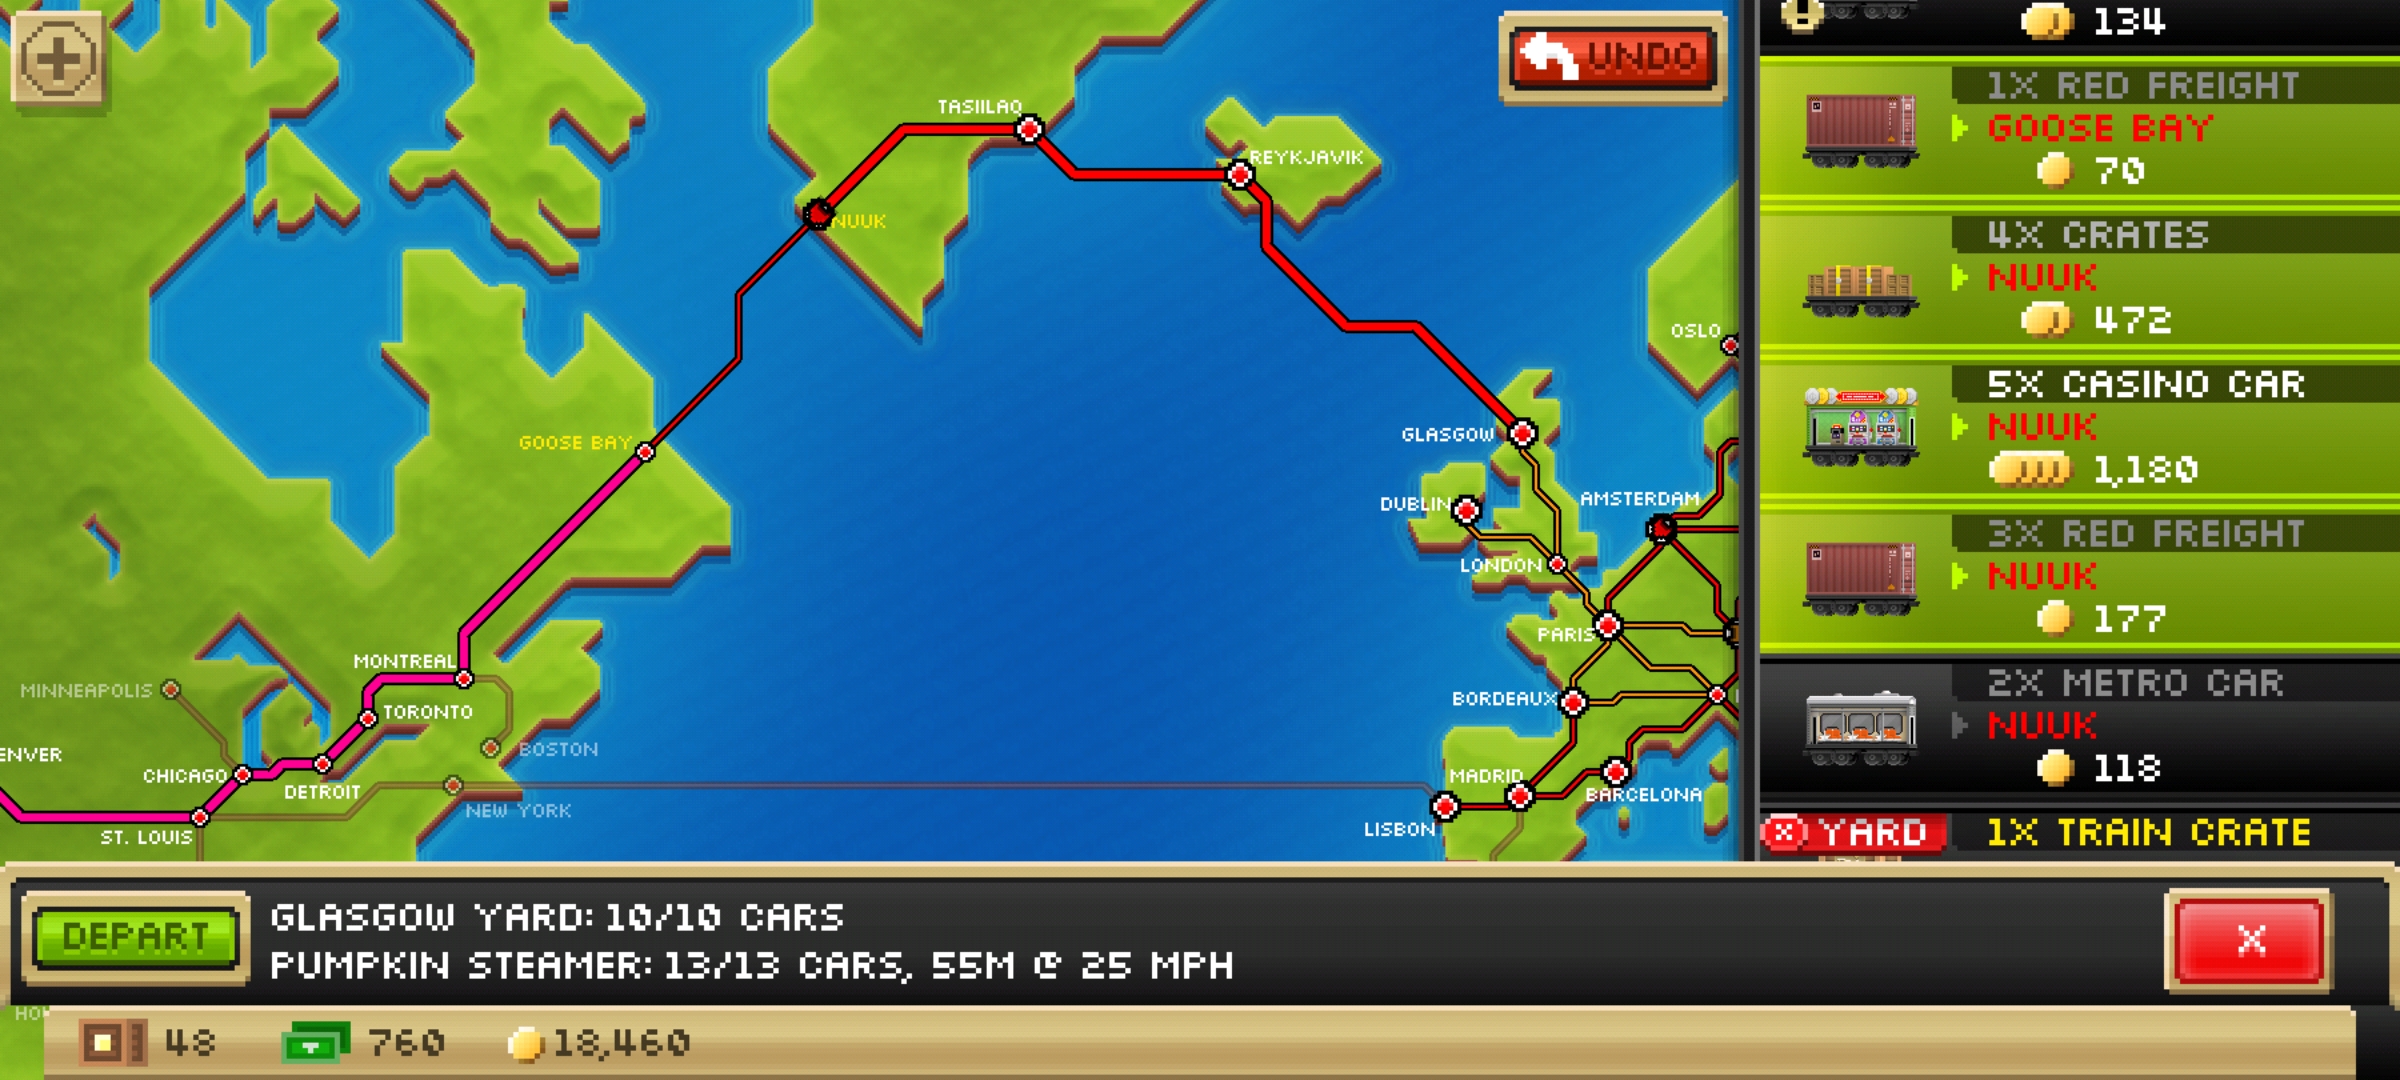 UNDO
134
1X RED FREIGHT
GOOSE BAY
70
4X CRATES
NUUK
472
5X CASINO CAR
NUUK
1,180
3X RED FREIGHT
NUUK
177
2X METRO CAR
NUUK
118
YARD
1X TRAIN CRATE
TASIILAQ
REYKJAVIK
NUUK
OSLO
GOOSE BAY
GLASGOW
AMSTERDAM
DUBLIN
LONDON
PARIS
MONTREAL
MINNEAPOLIS
TORONTO
BORDEAUX
BOSTON
ENVER
CHICAGO
DETROIT
MADRID
BARCELONA
NEW YORK
LISBON
ST. LOUIS
DEPART
GLASGOW YARD: 10/10 CARS
PUMPKIN STEAMER: 13/13 CARS, 55M @ 25 MPH
X
HO
48
760
18,460